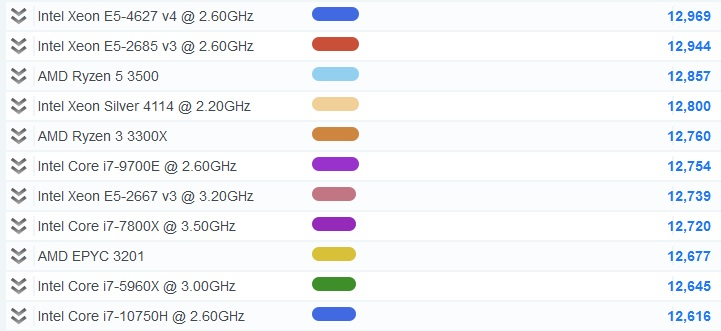 Intel Xeon E5-4627 v4 @ 2.60GHz 12,969
Intel Xeon E5-2685 v3 @ 2.60GHz 12,944
AMD Ryzen 5 3500 12,857
Intel Xeon Silver 4114 @ 2.20GHz 12,800
AMD Ryzen 3 3300X 12,760
Intel Core i7-9700E @ 2.60GHz 12,754
Intel Xeon E5-2667 v3 @ 3.20GHz 12,739
Intel Core i7-7800X @ 3.50GHz 12,720
AMD EPYC 3201 12,677
Intel Core i7-5960X @ 3.00GHz 12,645
Intel Core i7-10750H @ 2.60GHz 12,616